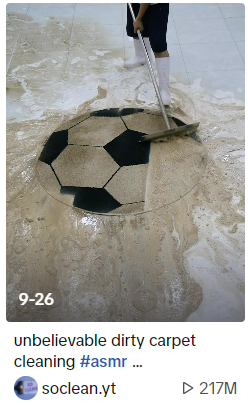 9-26
unbelievable dirty carpet
cleaning #asmr ...
soclean.yt
217M